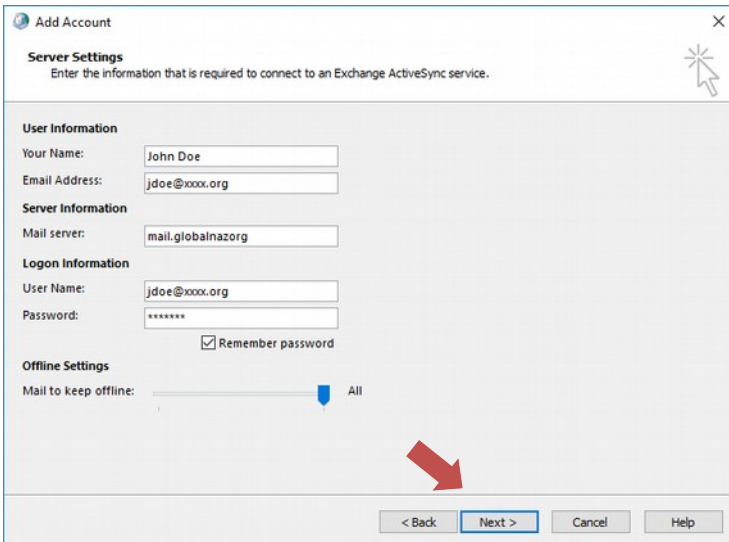 Add Account
Server Settings
Enter the information that is required to connect to an Exchange ActiveSync service.
User Information
Your Name: John Doe
Email Address: jdoe@xxxx.org
Server Information
Mail server: mail.globalnazorg
Logon Information
User Name: jdoe@xxxx.org
Password: *******
Remember password
Offline Settings
Mail to keep offline: All
< Back Next > Cancel Help